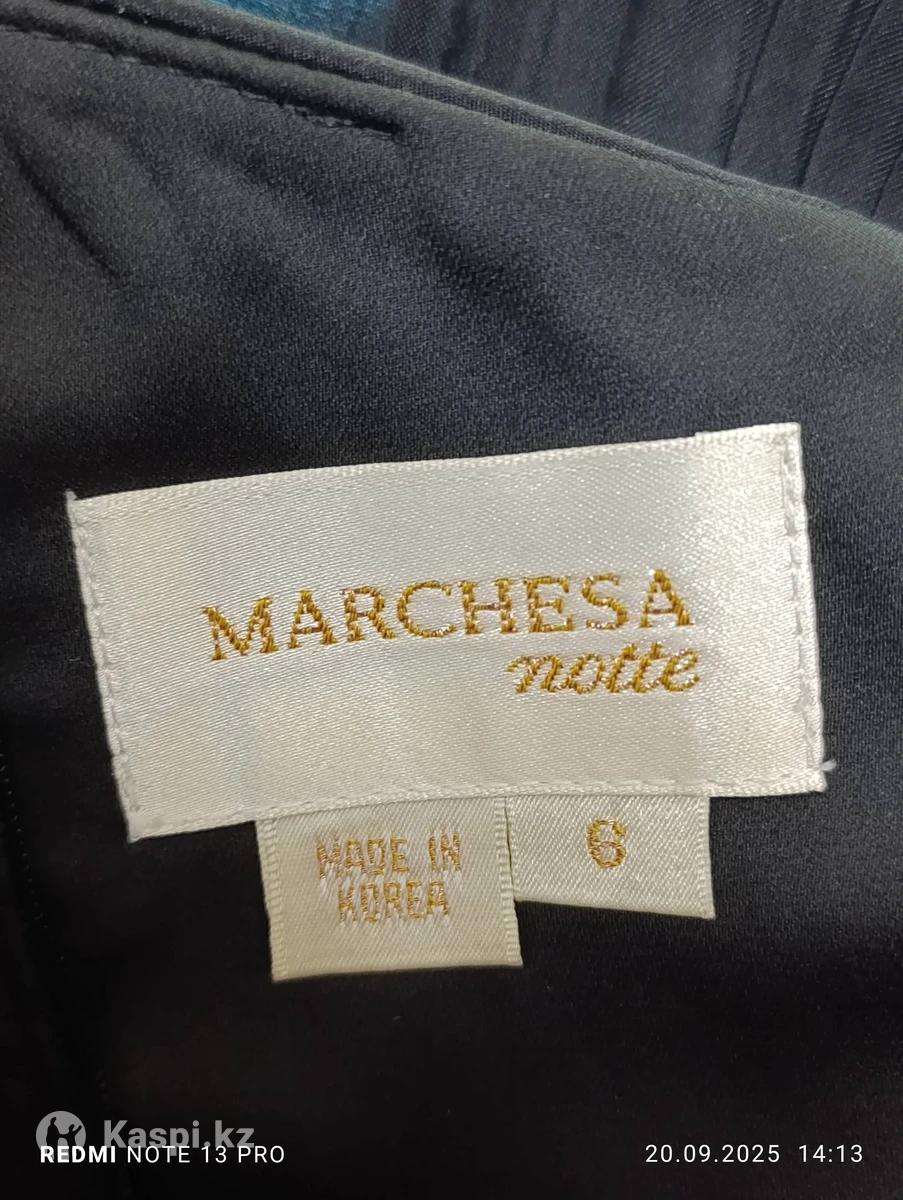 MARCHESA
notte
MADE IN
KOREA
6
Kaspi.kz
REDMI NOTE 13 PRO
20.09.2025 14:13